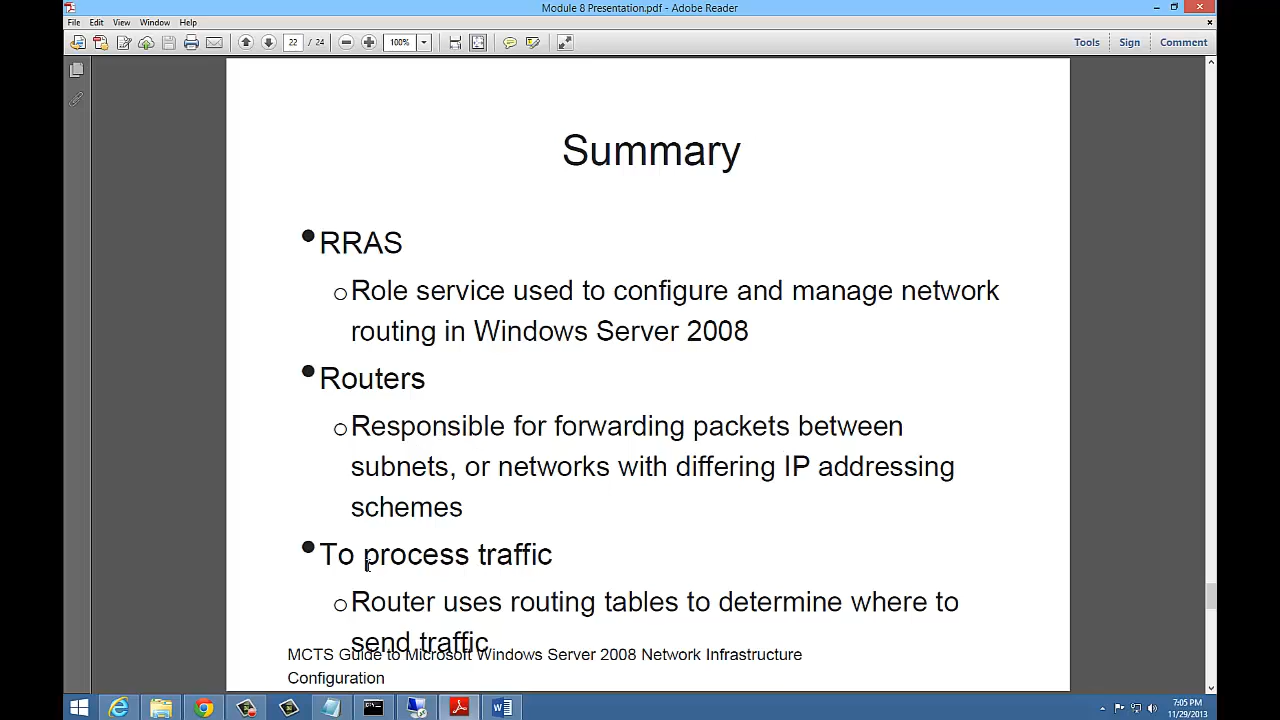 Module 8 Presentation.pdf - Adobe Reader
File Edit View Window Help
22 / 24 100% Tools Sign Comment
Summary
• RRAS
o Role service used to configure and manage network
routing in Windows Server 2008
• Routers
o Responsible for forwarding packets between
subnets, or networks with differing IP addressing
schemes
• To process traffic
o Router uses routing tables to determine where to
send traffic
MCTS Guide to Microsoft Windows Server 2008 Network Infrastructure
Configuration
7:05 PM
11/29/2013